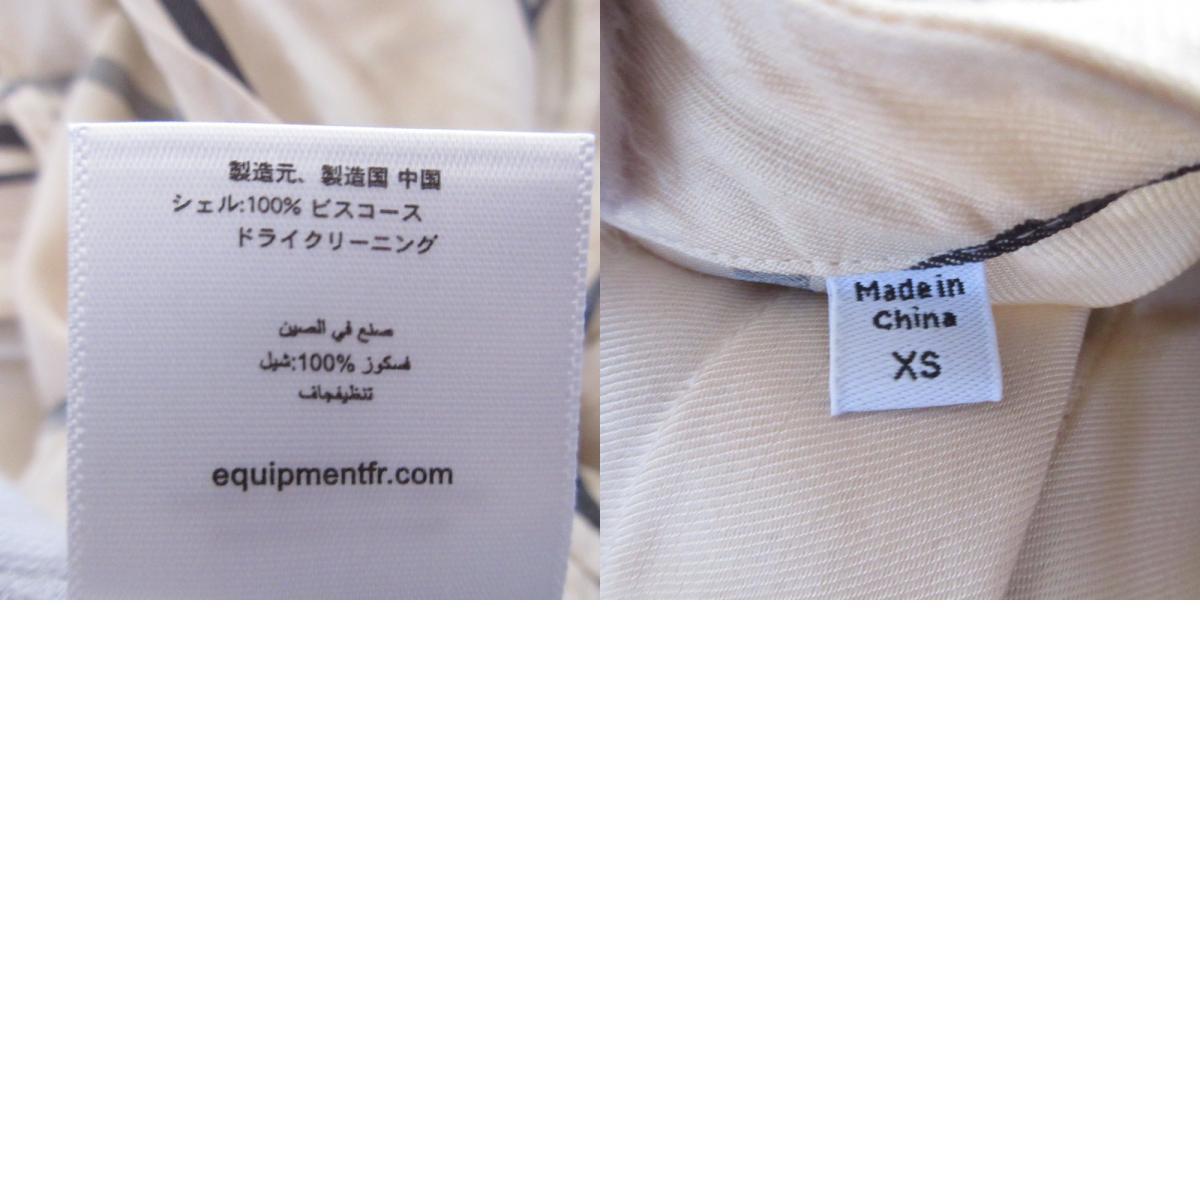 製造元、製造国 中国
シェル:100% ビスコース
ドライクリーニング
صنع في الصين
فسكوز 100%:شيل
تنظيفجاف
equipmentfr.com
Made in
China
XS